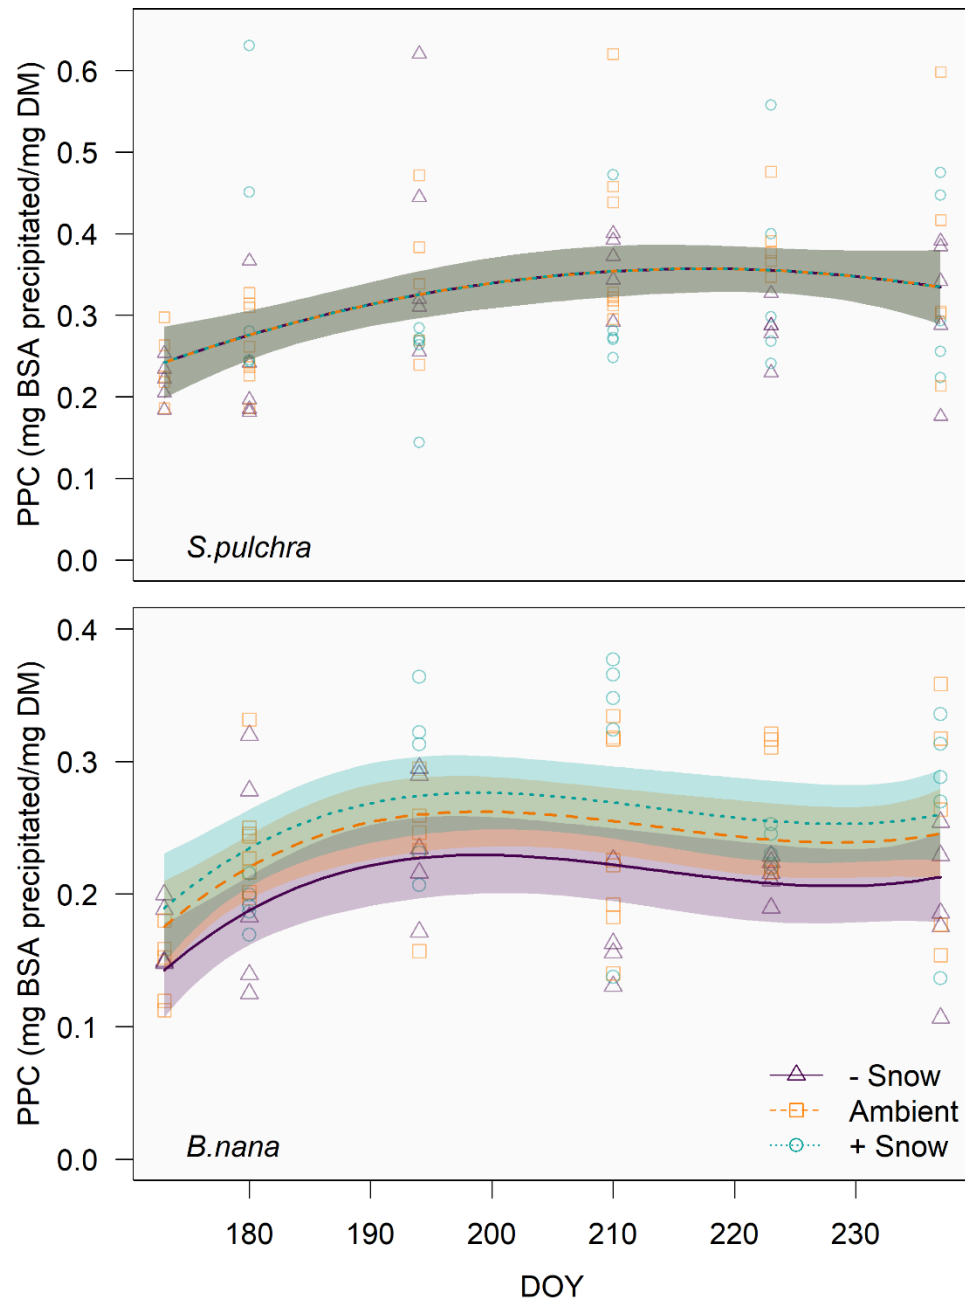 PPC (mg BSA precipitated/mg DM)
0.6
0.5
0.4
0.3
0.2
0.1
0.0
S.pulchra
PPC (mg BSA precipitated/mg DM)
0.4
0.3
0.2
0.1
0.0
B.nana
- Snow
Ambient
+ Snow
180 190 200 210 220 230
DOY